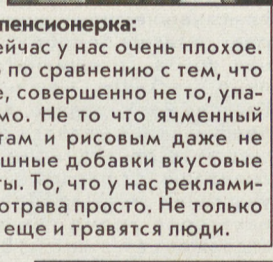 пенсионерка:
ейчас у нас очень плохое.
о по сравнению с тем, что
е, совершенно не то, упа-
мо. Не то что ячменный
там и рисовым даже не
шные добавки вкусовые
ты. То, что у нас реклами-
отрава просто. Не только
еще и травятся люди.